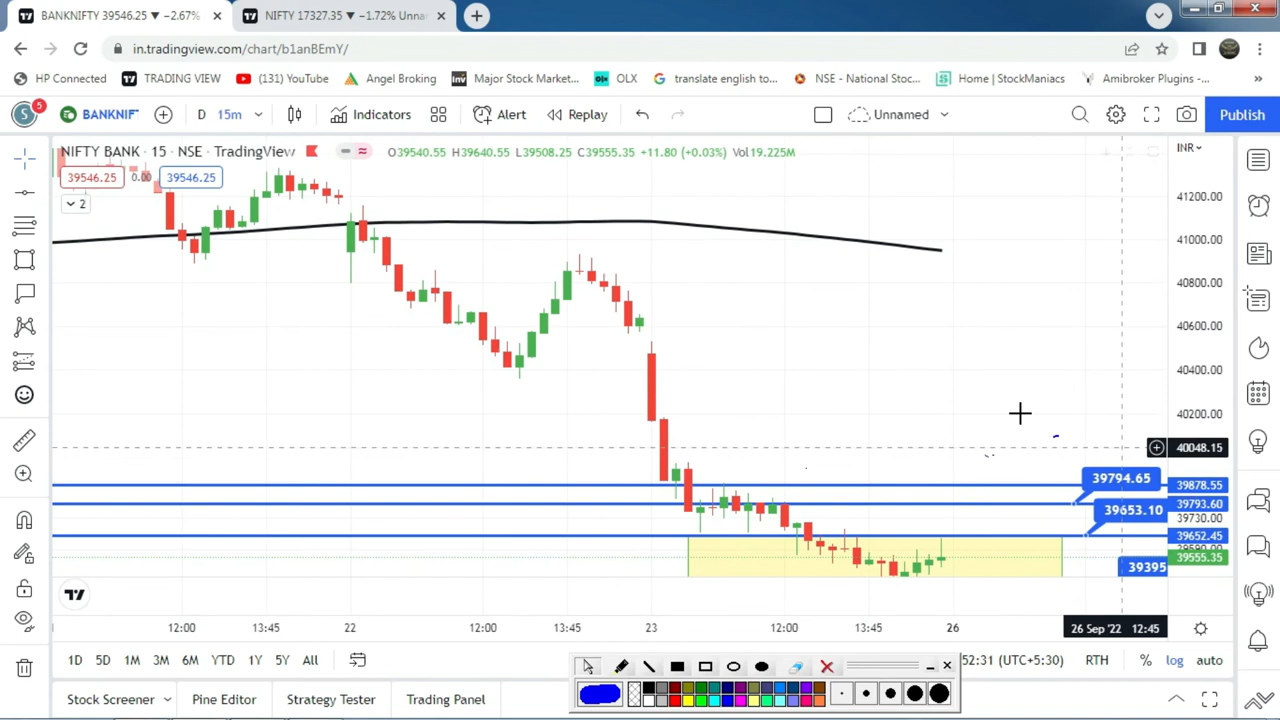 BANKNIFTY 39546.25 ▼ −2.67%
NIFTY 17327.35 ▼ −1.72% Unna
in.tradingview.com/chart/b1anBEmY/
HP Connected
TRADING VIEW
(131) YouTube
Angel Broking
Major Stock Market...
OLX
translate english to...
NSE - National Stoc...
Home | StockManiacs
Amibroker Plugins -...
»
S
5
BANKNIF
D
15m
Indicators
Alert
Replay
Unnamed
Publish
NIFTY BANK · 15 · NSE · TradingView
O39540.55 H39640.55 L39508.25 C39555.35 +11.80 (+0.03%) Vol19.225M
INR
39546.25
0.00
39546.25
2
41200.00
41000.00
40800.00
40600.00
40400.00
40200.00
40048.15
39794.65
39878.55
39793.60
39653.10
39730.00
39652.45
39555.35
39395
12:00
13:45
22
12:00
13:45
23
12:00
13:45
26
26 Sep '22 12:45
1D
5D
1M
3M
6M
YTD
1Y
5Y
All
52:31 (UTC+5:30)
RTH
%
log
auto
Stock Screener
Pine Editor
Strategy Tester
Trading Panel